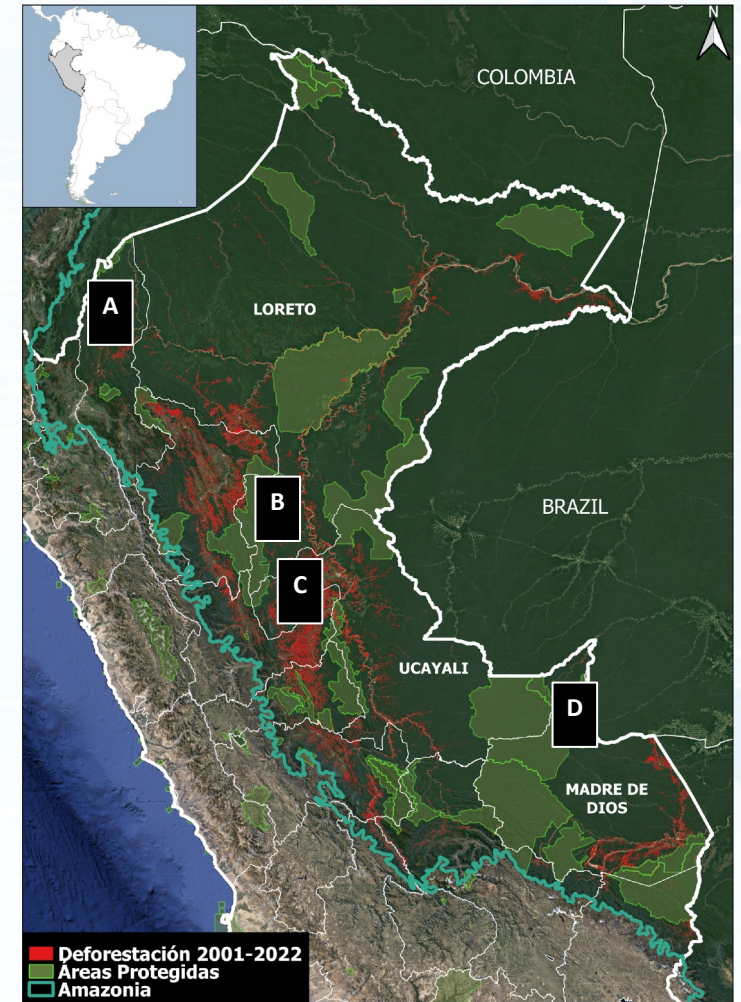 N
COLOMBIA
A
LORETO
B
BRAZIL
C
UCAYALI
D
MADRE DE
DIOS
Deforestación 2001-2022
Áreas Protegidas
Amazonia